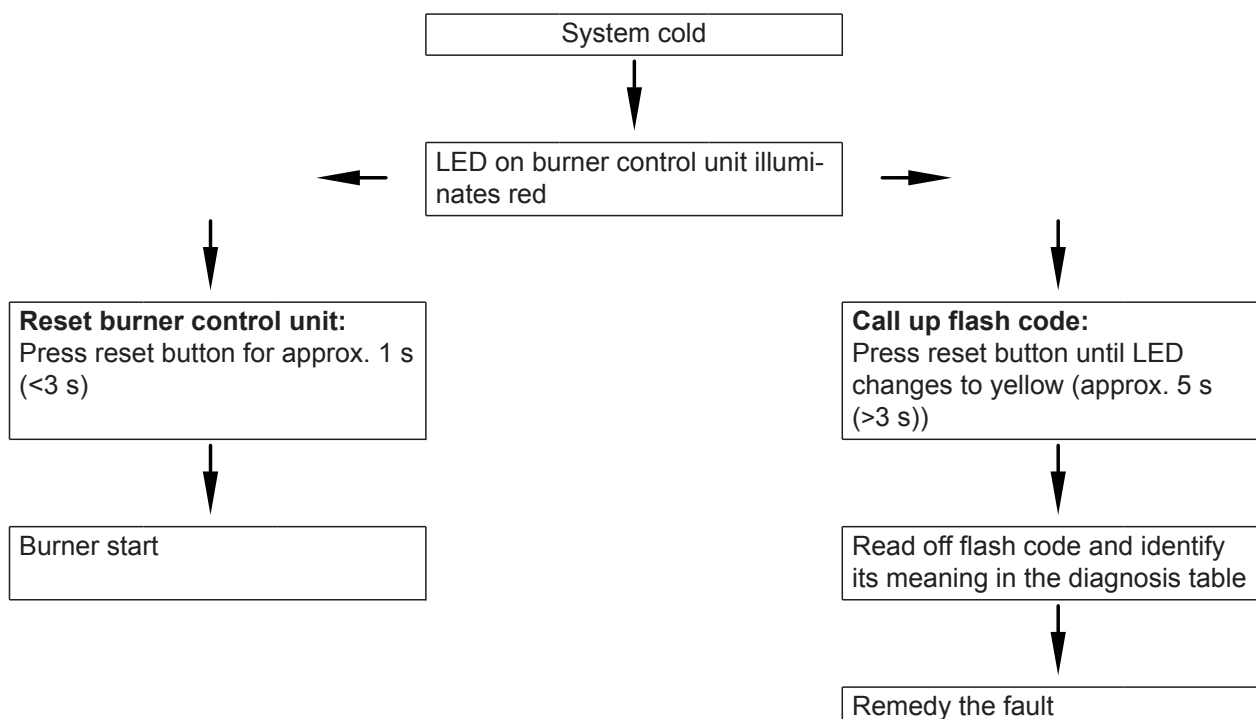 System cold
LED on burner control unit illumi-
nates red
Reset burner control unit:
Press reset button for approx. 1 s
(<3 s)
Burner start
Call up flash code:
Press reset button until LED
changes to yellow (approx. 5 s
(>3 s))
Read off flash code and identify
its meaning in the diagnosis table
Remedy the fault